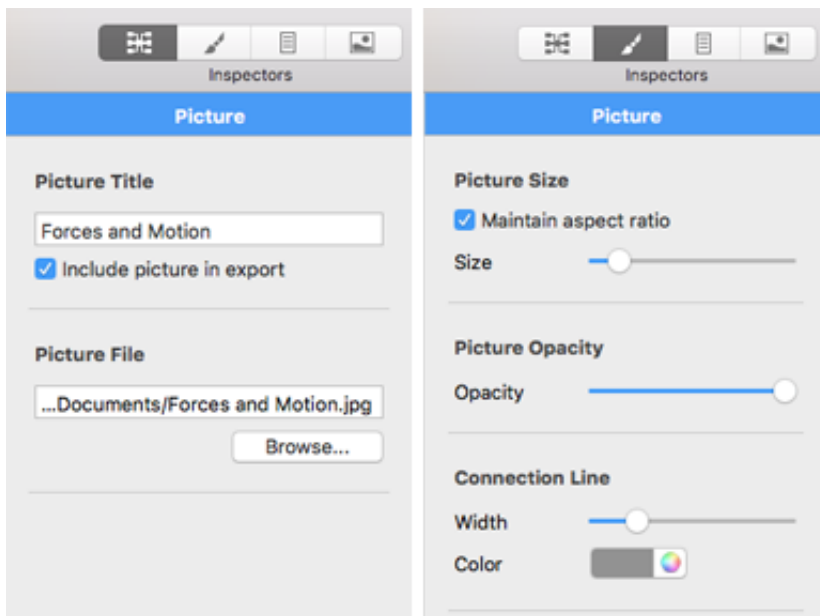 Inspectors
Picture
Picture Title
Forces and Motion
Include picture in export
Picture File
...Documents/Forces and Motion.jpg
Browse...
Inspectors
Picture
Picture Size
Maintain aspect ratio
Size
Picture Opacity
Opacity
Connection Line
Width
Color